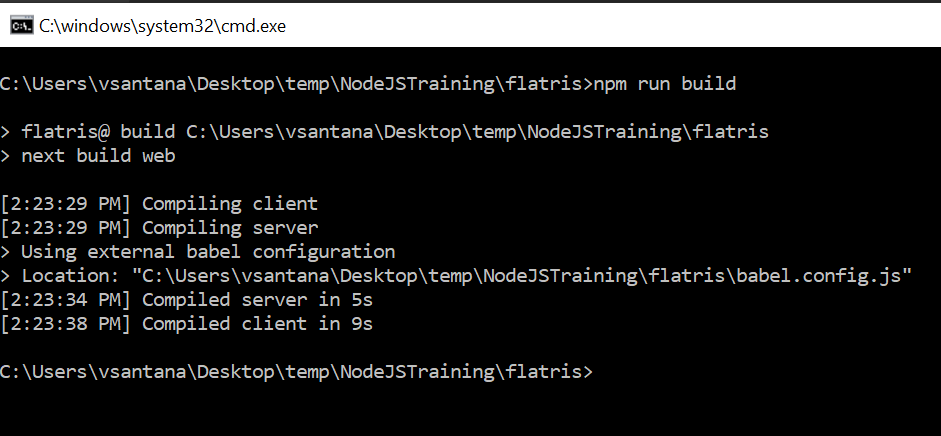 C:\windows\system32\cmd.exe
C:\Users\vsantana\Desktop\temp\NodeJSTraining\flatris>npm run build
> flatris@ build C:\Users\vsantana\Desktop\temp\NodeJSTraining\flatris
> next build web
[2:23:29 PM] Compiling client
[2:23:29 PM] Compiling server
> Using external babel configuration
> Location: "C:\Users\vsantana\Desktop\temp\NodeJSTraining\flatris\babel.config.js"
[2:23:34 PM] Compiled server in 5s
[2:23:38 PM] Compiled client in 9s
C:\Users\vsantana\Desktop\temp\NodeJSTraining\flatris>